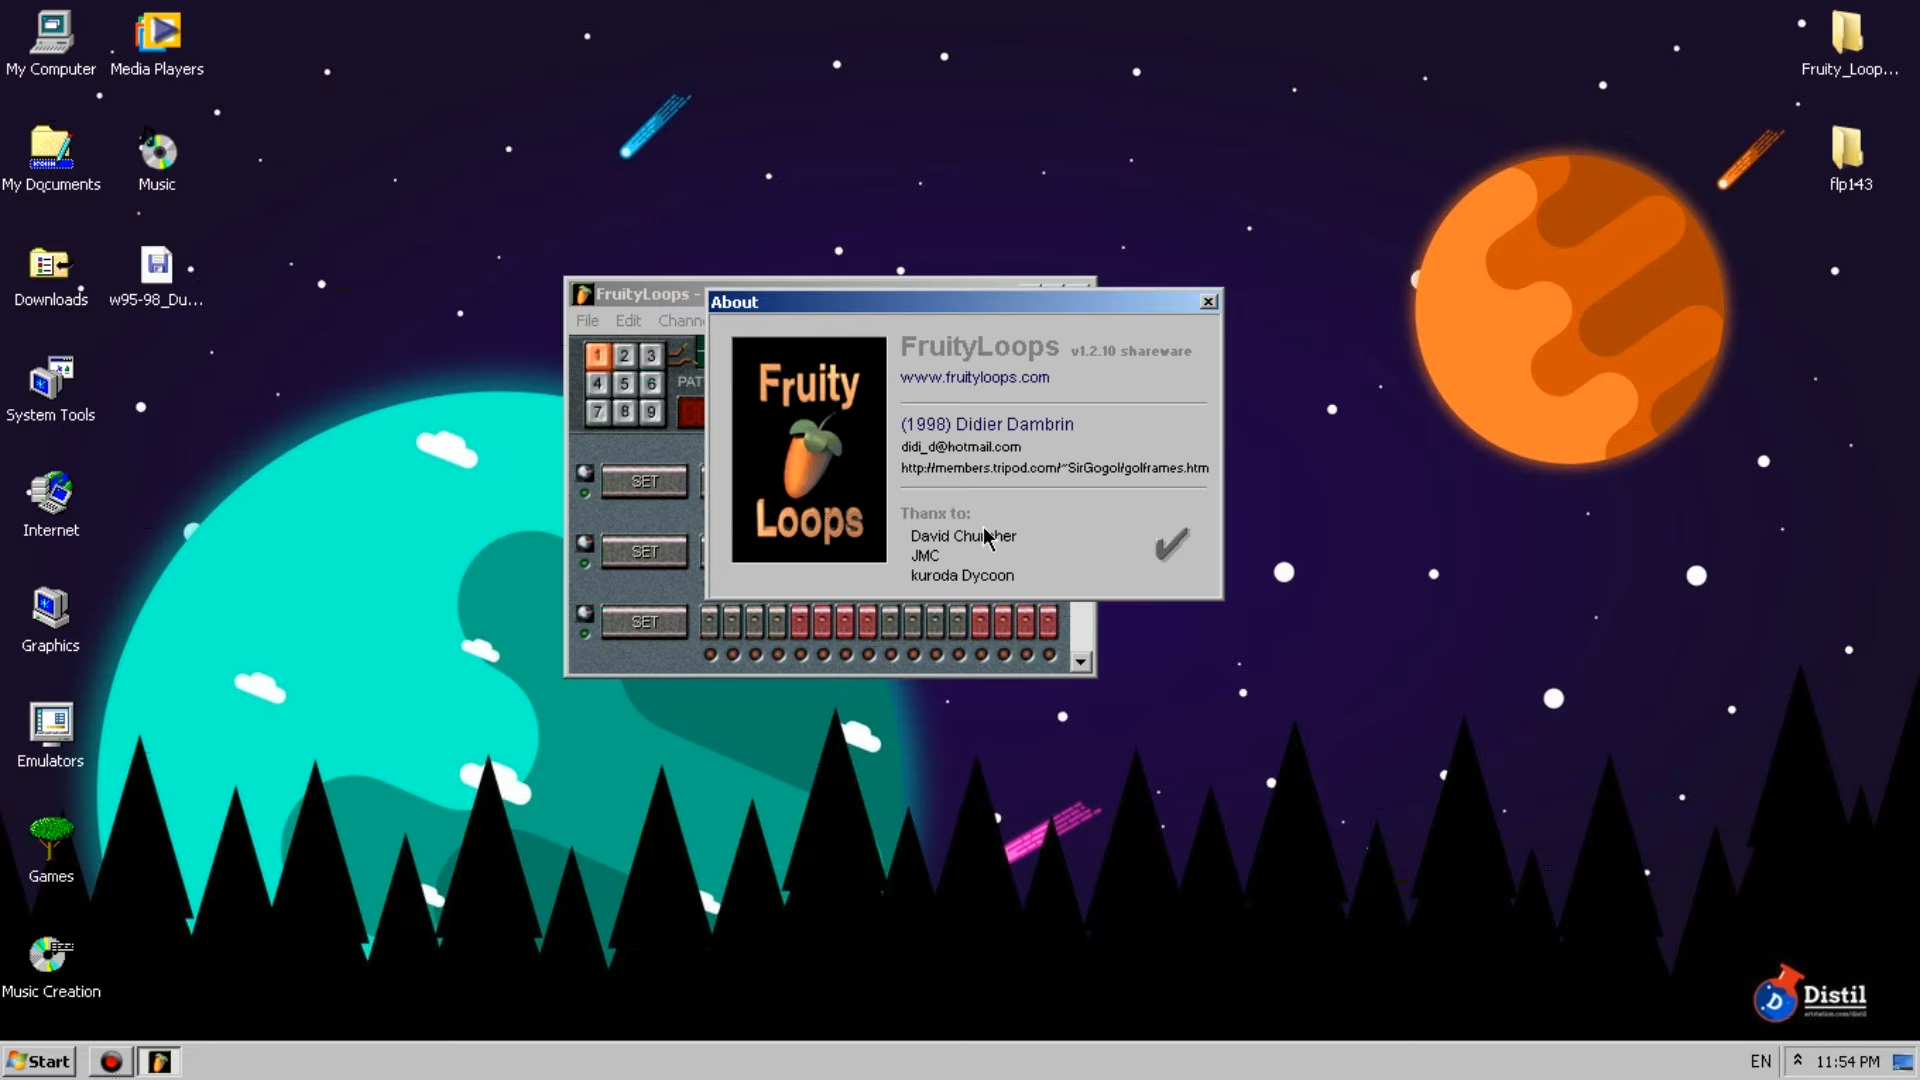 My Computer
Media Players
Fruity_Loop...
My Documents
Music
flp143
Downloads
w95-98_Du...
System Tools
Internet
Graphics
Emulators
Games
Music Creation
FruityLoops -
File Edit Chann
1 2 3
4 5 6
7 8 9
PAT
SET
SET
SET
About
Fruity
Loops
FruityLoops v1.2.10 shareware
www.fruityloops.com
(1998) Didier Dambrin
didi_d@hotmail.com
http://members.tripod.com/~SirGogol/golframes.htm
Thanx to:
JMC
kuroda Dycoon
D Distil
Start
EN
11:54 PM